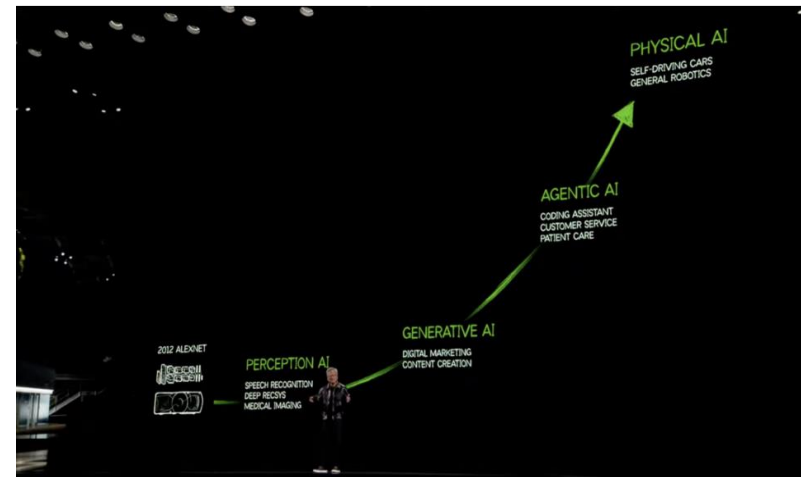 2012 ALEXNET
PERCEPTION AI
SPEECH RECOGNITION
DEEP RECSYS
MEDICAL IMAGING
GENERATIVE AI
DIGITAL MARKETING
CONTENT CREATION
AGENTIC AI
CODING ASSISTANT
CUSTOMER SERVICE
PATIENT CARE
PHYSICAL AI
SELF-DRIVING CARS
GENERAL ROBOTICS